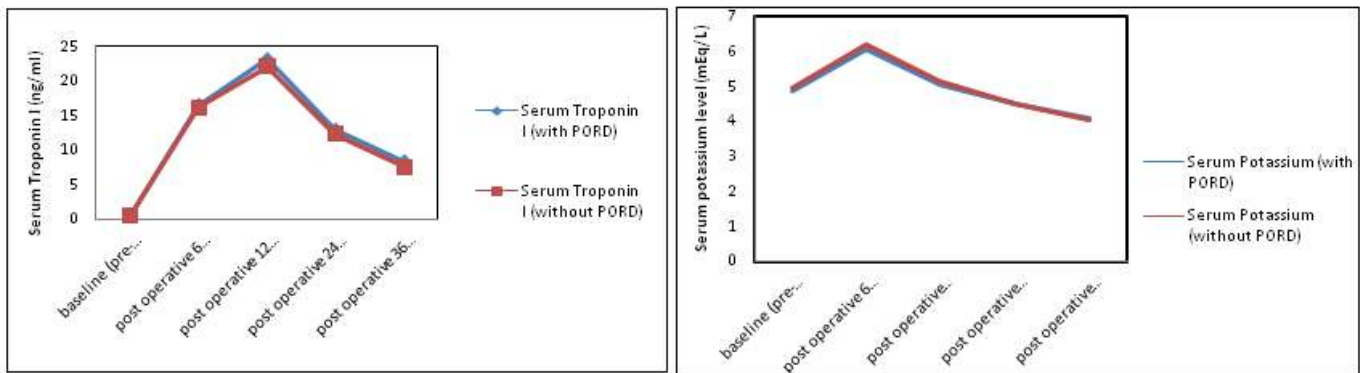 Serum Troponin I (ng/ml)
25
20
15
10
5
0
baseline (pre-...
post operative 6...
post operative 12...
post operative 24...
post operative 36...
Serum Troponin
I (with PORD)
Serum Troponin
I (without PORD)
Serum potassium level (mEq/L)
7
6
5
4
3
2
1
0
baseline (pre-...
post operative 6...
post operative...
post operative...
post operative...
Serum Potassium (with
PORD)
Serum Potassium
(without PORD)